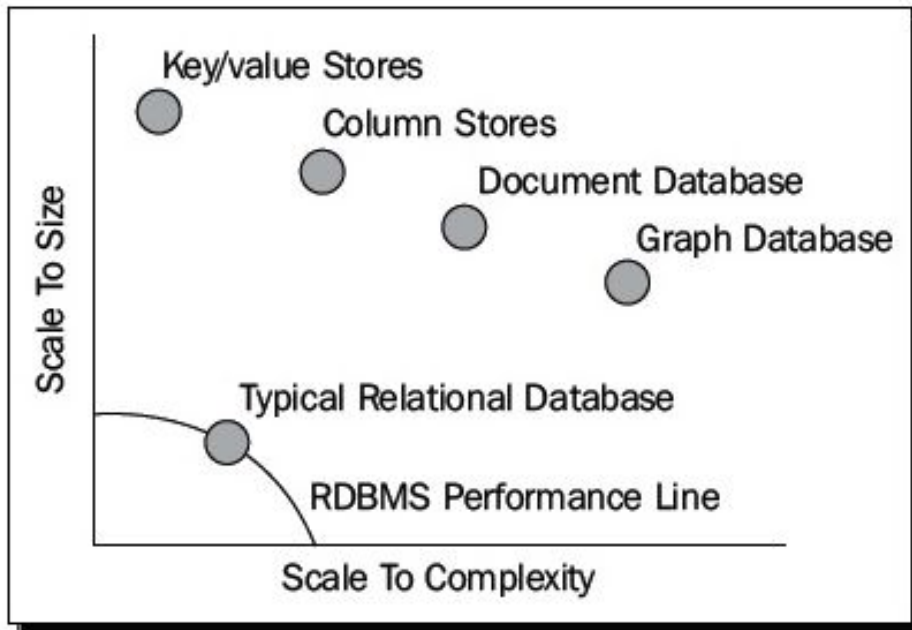 Key/value Stores
Column Stores
Document Database
Graph Database
Scale To Size
Typical Relational Database
RDBMS Performance Line
Scale To Complexity